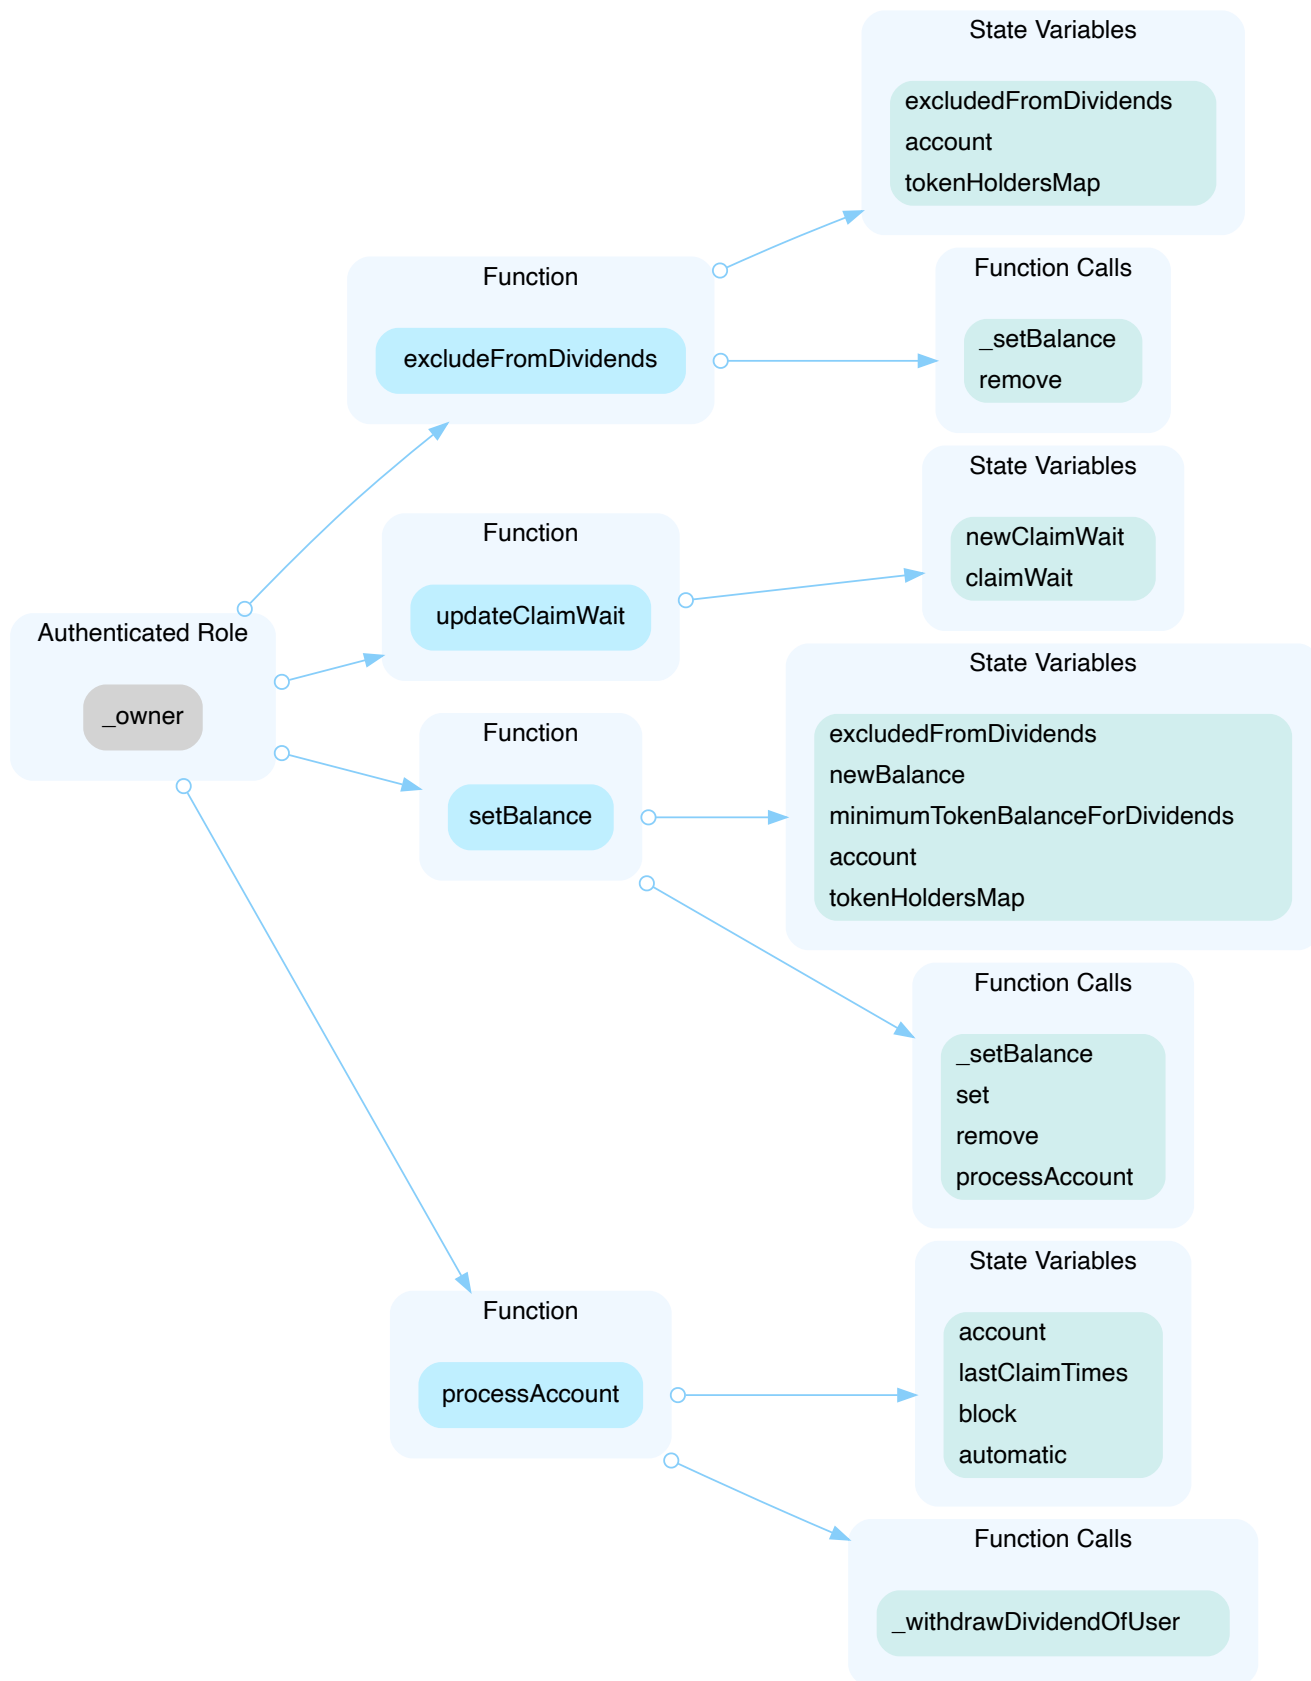 State Variables
excludedFromDividends
account
tokenHoldersMap
Function
excludeFromDividends
Function Calls
_setBalance
remove
State Variables
newClaimWait
claimWait
Function
updateClaimWait
Authenticated Role
_owner
State Variables
excludedFromDividends
newBalance
minimumTokenBalanceForDividends
account
tokenHoldersMap
Function
setBalance
Function Calls
_setBalance
set
remove
processAccount
State Variables
account
lastClaimTimes
block
automatic
Function
processAccount
Function Calls
_withdrawDividendOfUser